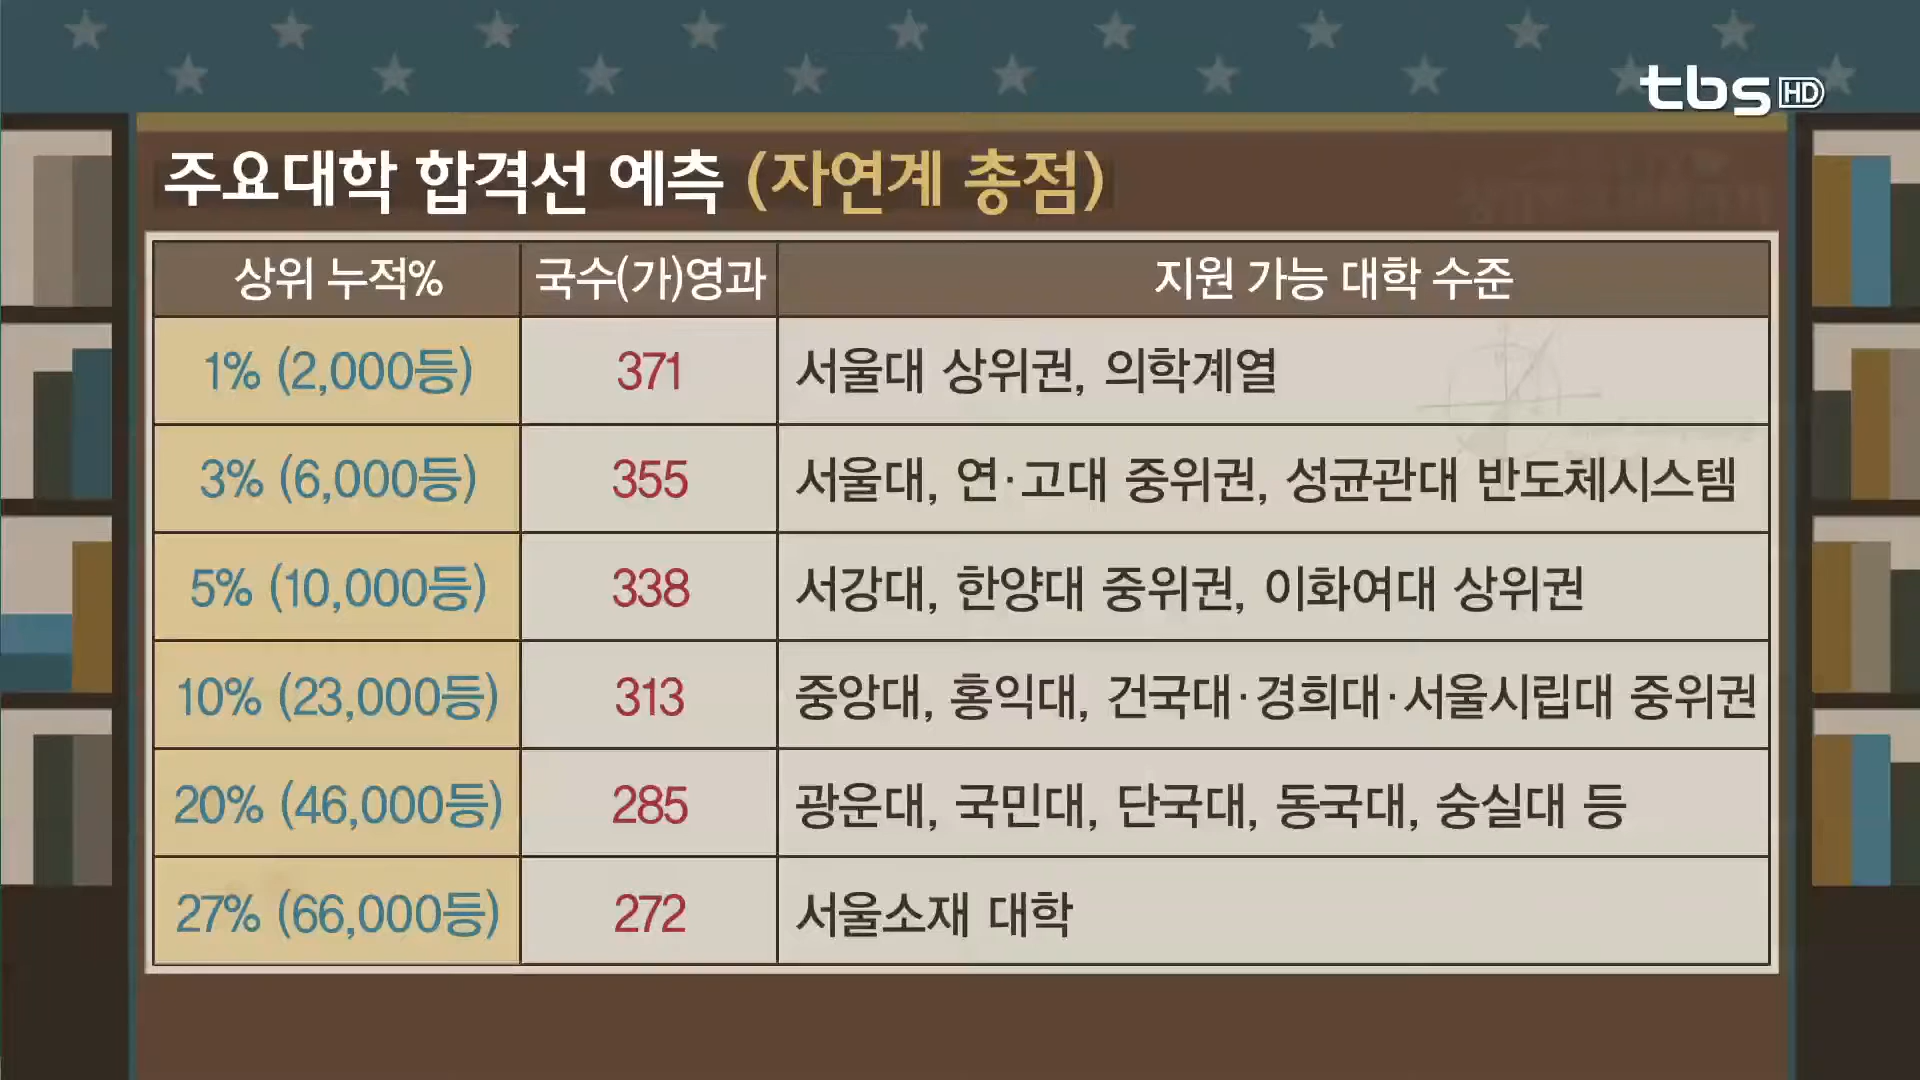 tbs HD
주요대학 합격선 예측 (자연계 총점)
상위 누적% 국수(가)영과 지원 가능 대학 수준
1% (2,000등) 371 서울대 상위권, 의학계열
3% (6,000등) 355 서울대, 연·고대 중위권, 성균관대 반도체시스템
5% (10,000등) 338 서강대, 한양대 중위권, 이화여대 상위권
10% (23,000등) 313 중앙대, 홍익대, 건국대·경희대·서울시립대 중위권
20% (46,000등) 285 광운대, 국민대, 단국대, 동국대, 숭실대 등
27% (66,000등) 272 서울소재 대학